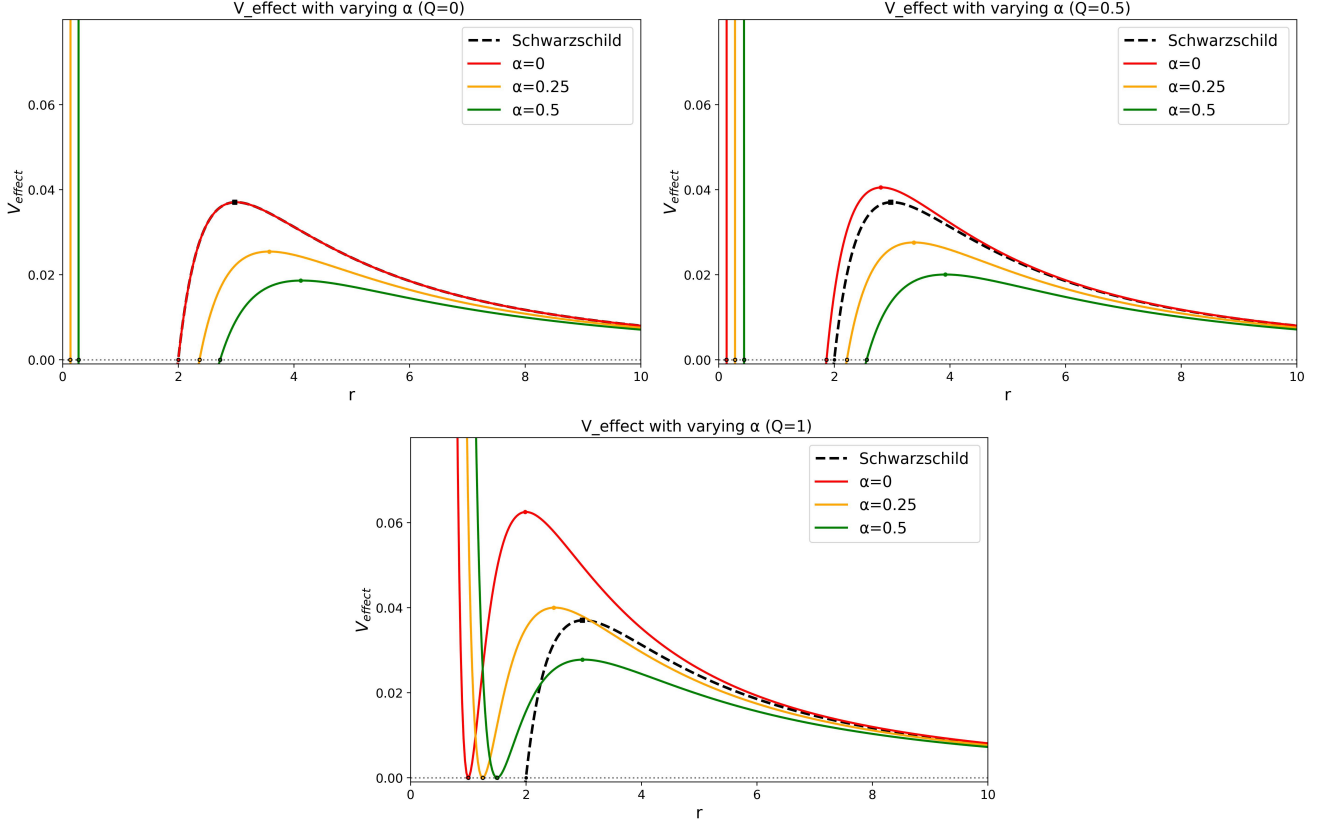 V_effect with varying α (Q=0)
Schwarzschild
α=0
α=0.25
α=0.5
0.06
0.04
0.02
0.00
V_effect
0 2 4 6 8 10
r
V_effect with varying α (Q=0.5)
Schwarzschild
α=0
α=0.25
α=0.5
0.06
0.04
0.02
0.00
V_effect
0 2 4 6 8 10
r
V_effect with varying α (Q=1)
Schwarzschild
α=0
α=0.25
α=0.5
0.06
0.04
0.02
0.00
V_effect
0 2 4 6 8 10
r